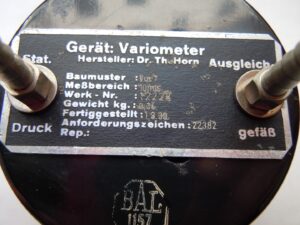 Gerät: Variometer
Stat. Hersteller: Dr. Th. Horn Ausgleich
Baumuster :
Meßbereich :
Werk - Nr. :
Gewicht kg. :
Fertiggestellt :
Anforderungszeichen : 22382
Rep.:
Druck gefäß
BAL
1157